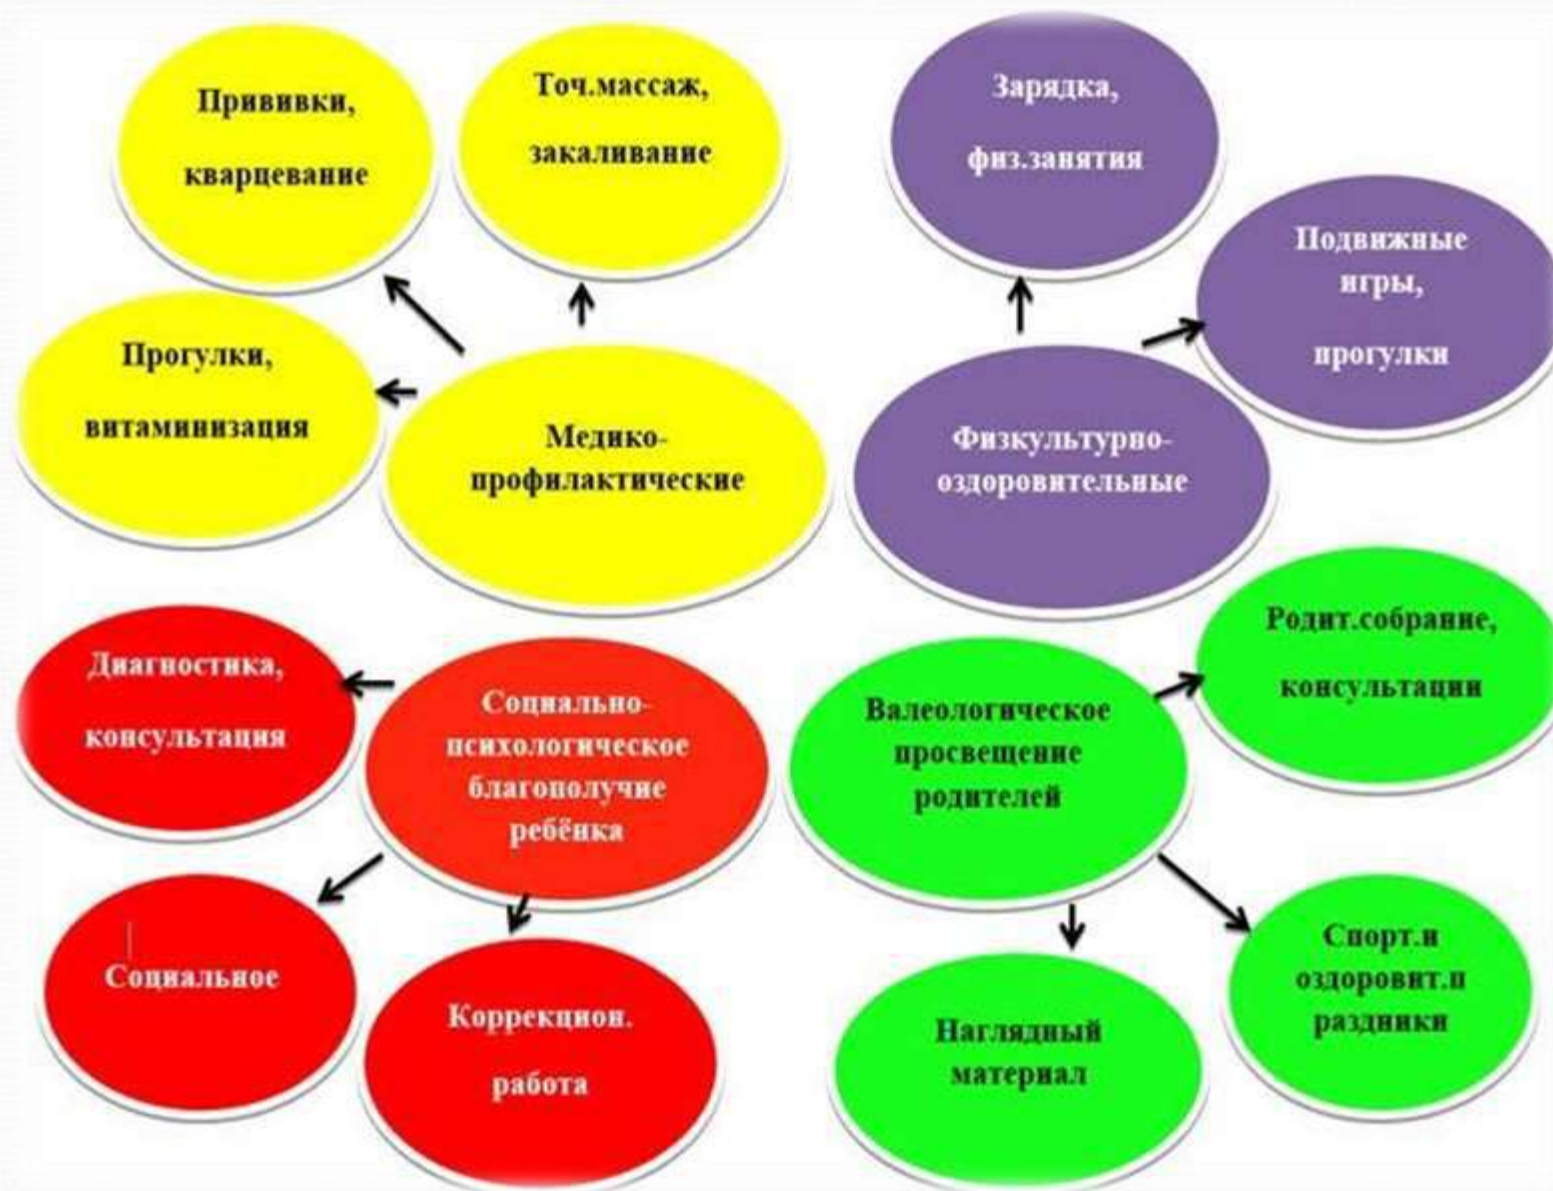 Прививки,
кварцевание
Точ.массаж,
закаливание
Прогулки,
витаминизация
Медико-
профилактические
Зарядка,
физ.занятия
Подвижные
игры,
прогулки
Физкультурно-
оздоровительные
Диагностика,
консультация
Социально-
психологическое
благополучие
ребёнка
Социальное
Коррекцион.
работа
Валеологическое
просвещение
родителей
Родит.собрание,
консультации
Наглядный
материал
Спорт.и
оздоровит.п
раздники